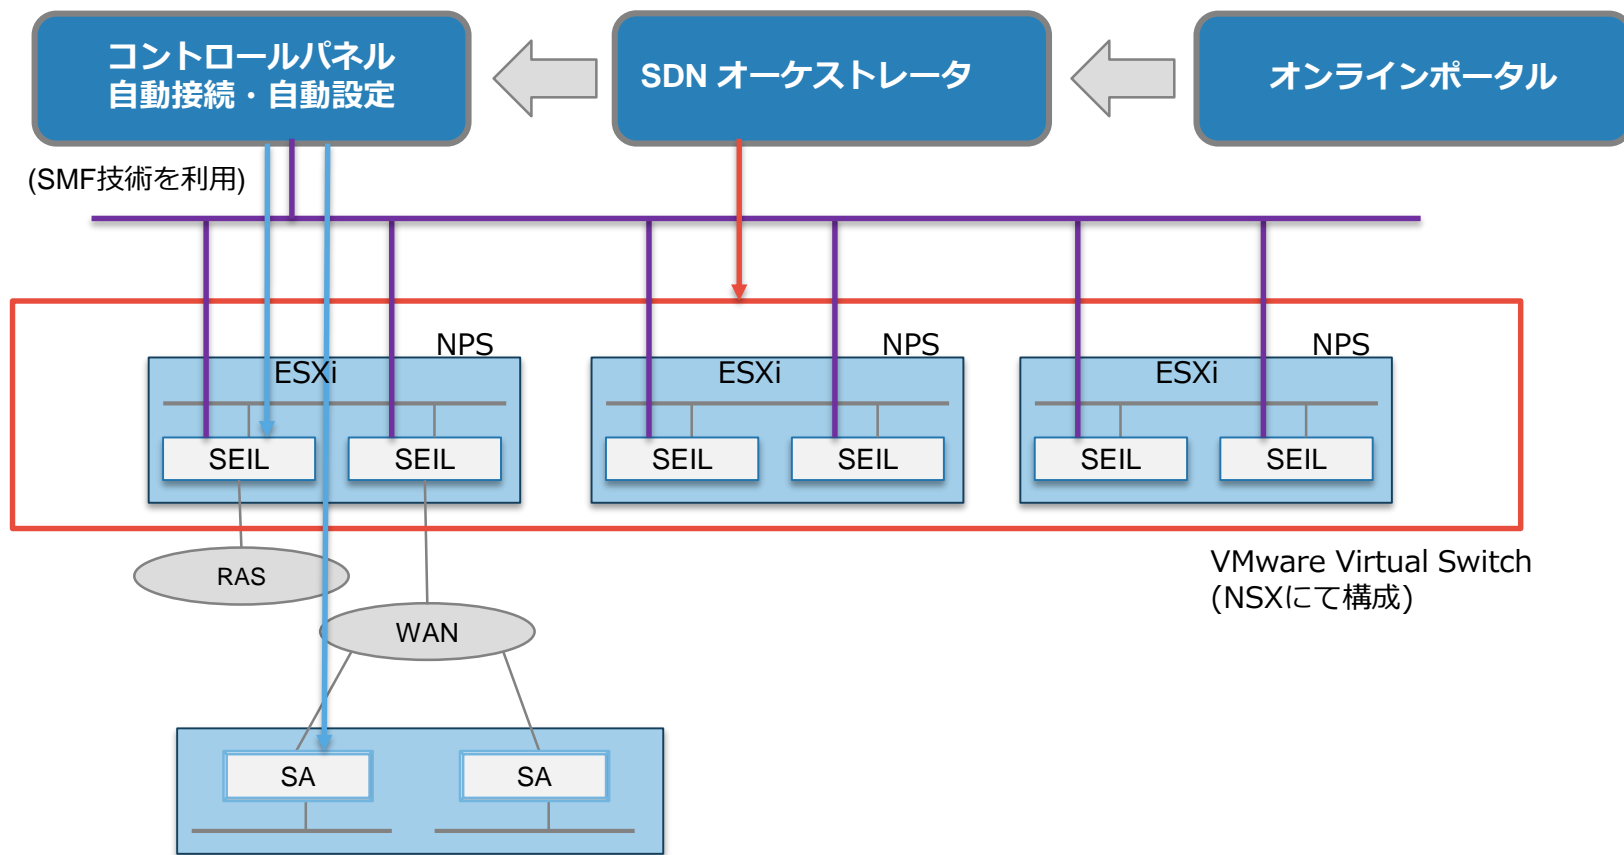 コントロールパネル
自動接続・自動設定
SDN オーケストレータ
オンラインポータル
(SMF技術を利用)
NPS
ESXi
SEIL
SEIL
NPS
ESXi
SEIL
SEIL
NPS
ESXi
SEIL
SEIL
VMware Virtual Switch
(NSXにて構成)
RAS
WAN
SA
SA